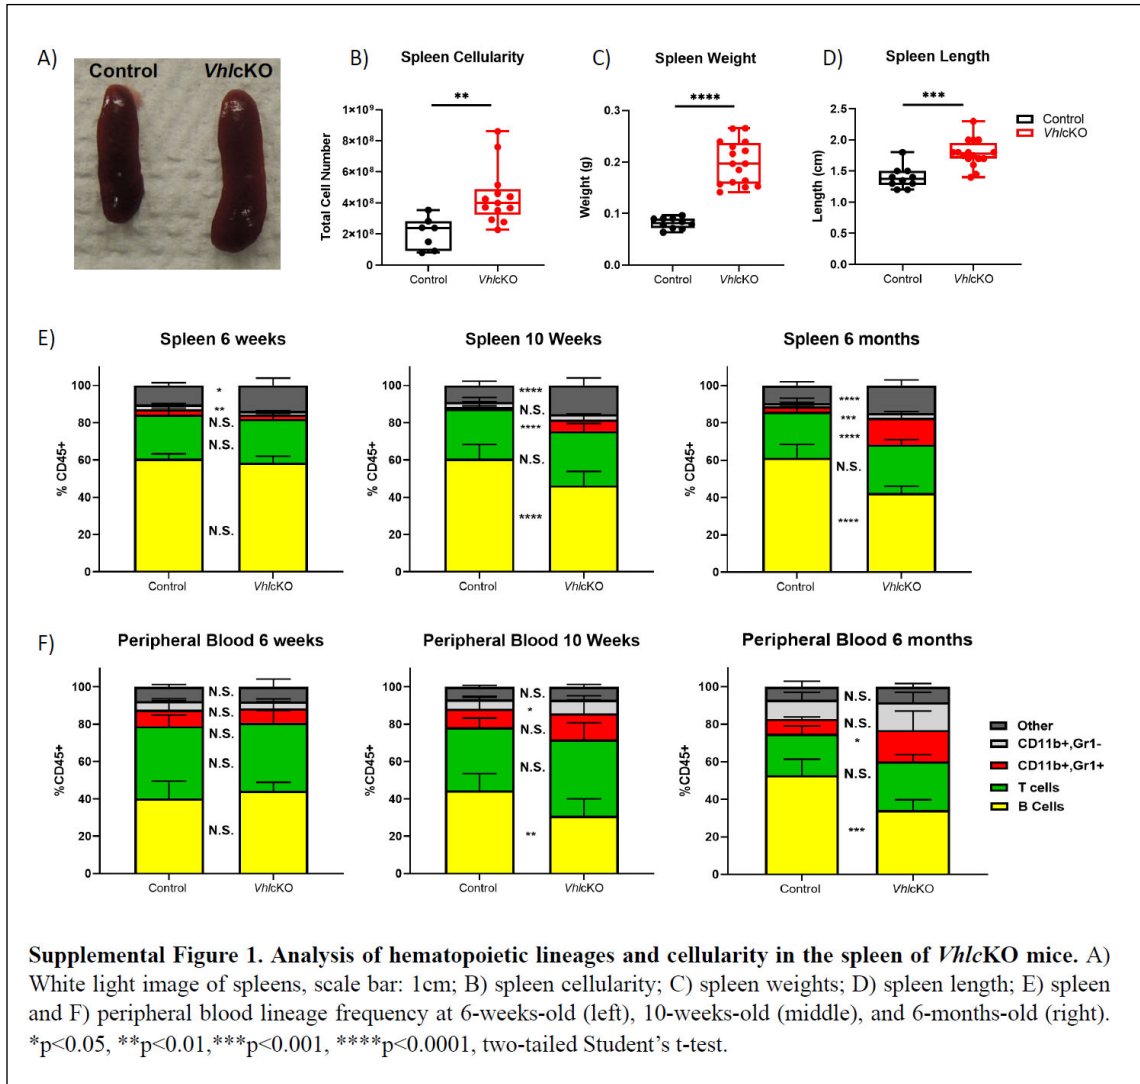 A)
Control VhlcKO
B)
Spleen Cellularity
**
1×10⁹
8×10⁸
6×10⁸
4×10⁸
2×10⁸
0
Total Cell Number
Control VhlcKO
C)
Spleen Weight
****
0.3
0.2
0.1
0.0
Weight (g)
Control VhlcKO
D)
Spleen Length
***
2.5
2.0
1.5
1.0
0.5
0.0
Length (cm)
Control VhlcKO
Control
VhlcKO
E)
Spleen 6 weeks
100
80
60
40
20
0
% CD45+
*
**
N.S.
N.S.
N.S.
Control VhlcKO
Spleen 10 Weeks
100
80
60
40
20
0
% CD45+
****
N.S.
****
N.S.
****
Control VhlcKO
Spleen 6 months
100
80
60
40
20
0
% CD45+
****
***
****
N.S.
****
Control VhlcKO
F)
Peripheral Blood 6 weeks
100
80
60
40
20
0
%CD45+
N.S.
N.S.
N.S.
N.S.
N.S.
Control VhlcKO
Peripheral Blood 10 Weeks
100
80
60
40
20
0
%CD45+
N.S.
*
N.S.
N.S.
**
Control VhlcKO
Peripheral Blood 6 months
100
80
60
40
20
0
%CD45+
N.S.
N.S.
*
N.S.
***
Control VhlcKO
Other
CD11b+,Gr1-
CD11b+,Gr1+
T cells
B Cells
Supplemental Figure 1. Analysis of hematopoietic lineages and cellularity in the spleen of VhlcKO mice. A)
White light image of spleens, scale bar: 1cm; B) spleen cellularity; C) spleen weights; D) spleen length; E) spleen
and F) peripheral blood lineage frequency at 6-weeks-old (left), 10-weeks-old (middle), and 6-months-old (right).
*p<0.05, **p<0.01,***p<0.001, ****p<0.0001, two-tailed Student’s t-test.